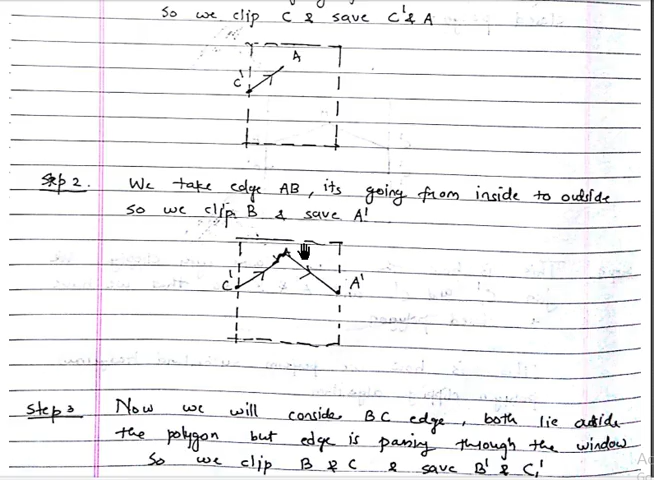 So we clip C & save C' & A
A
C'
Step 2. We take edge AB, its going from inside to outside
so we clip B & save A'
C' A'
Step 3 Now we will consider BC edge, both lie outside
the polygon but edge is passing through the window
So we clip B & C & save B' & C'